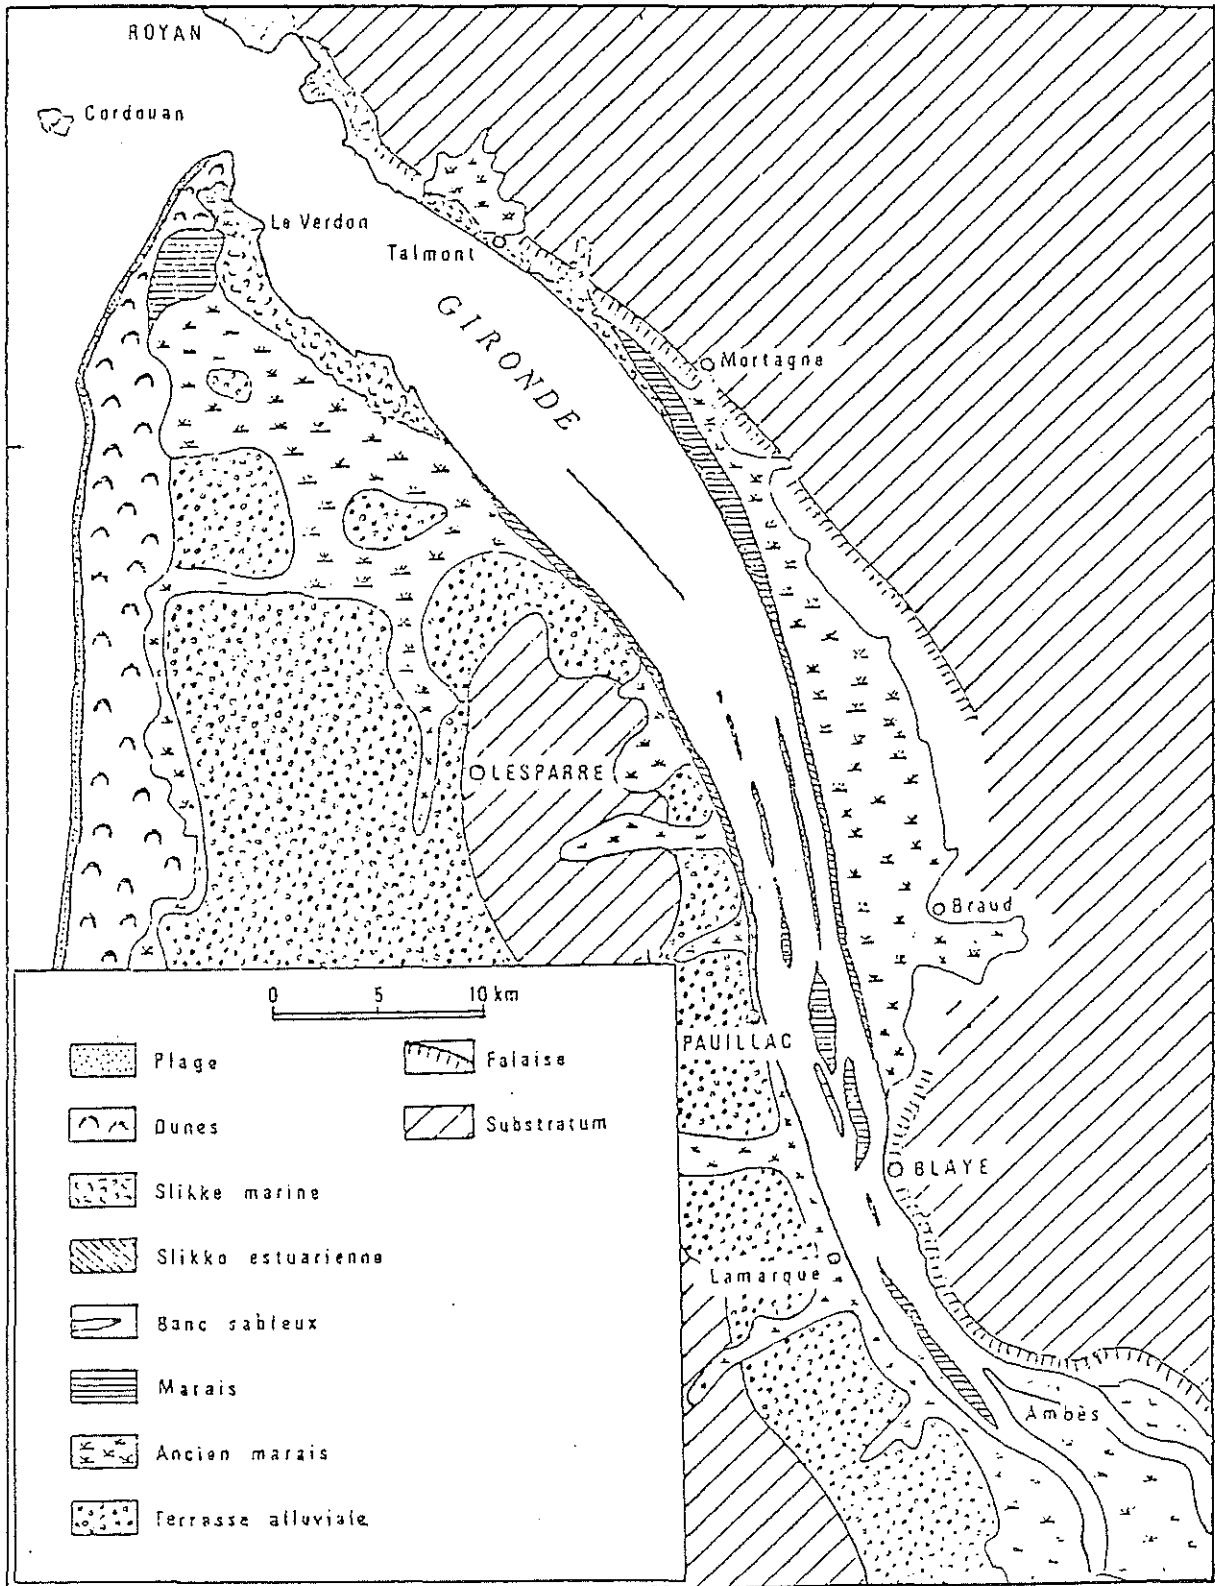 ROYAN
Cordouan
Le Verdon
Talmont
GIRONDE
Mortagne
LESPARRE
Braud
PAUILLAC
BLAYE
Lamarque
Ambès
0 5 10 km
Plage
Falaise
Dunes
Substratum
Slikke marine
Slikke estuarienne
Banc sableux
Marais
Ancien marais
Terrasse alluviale